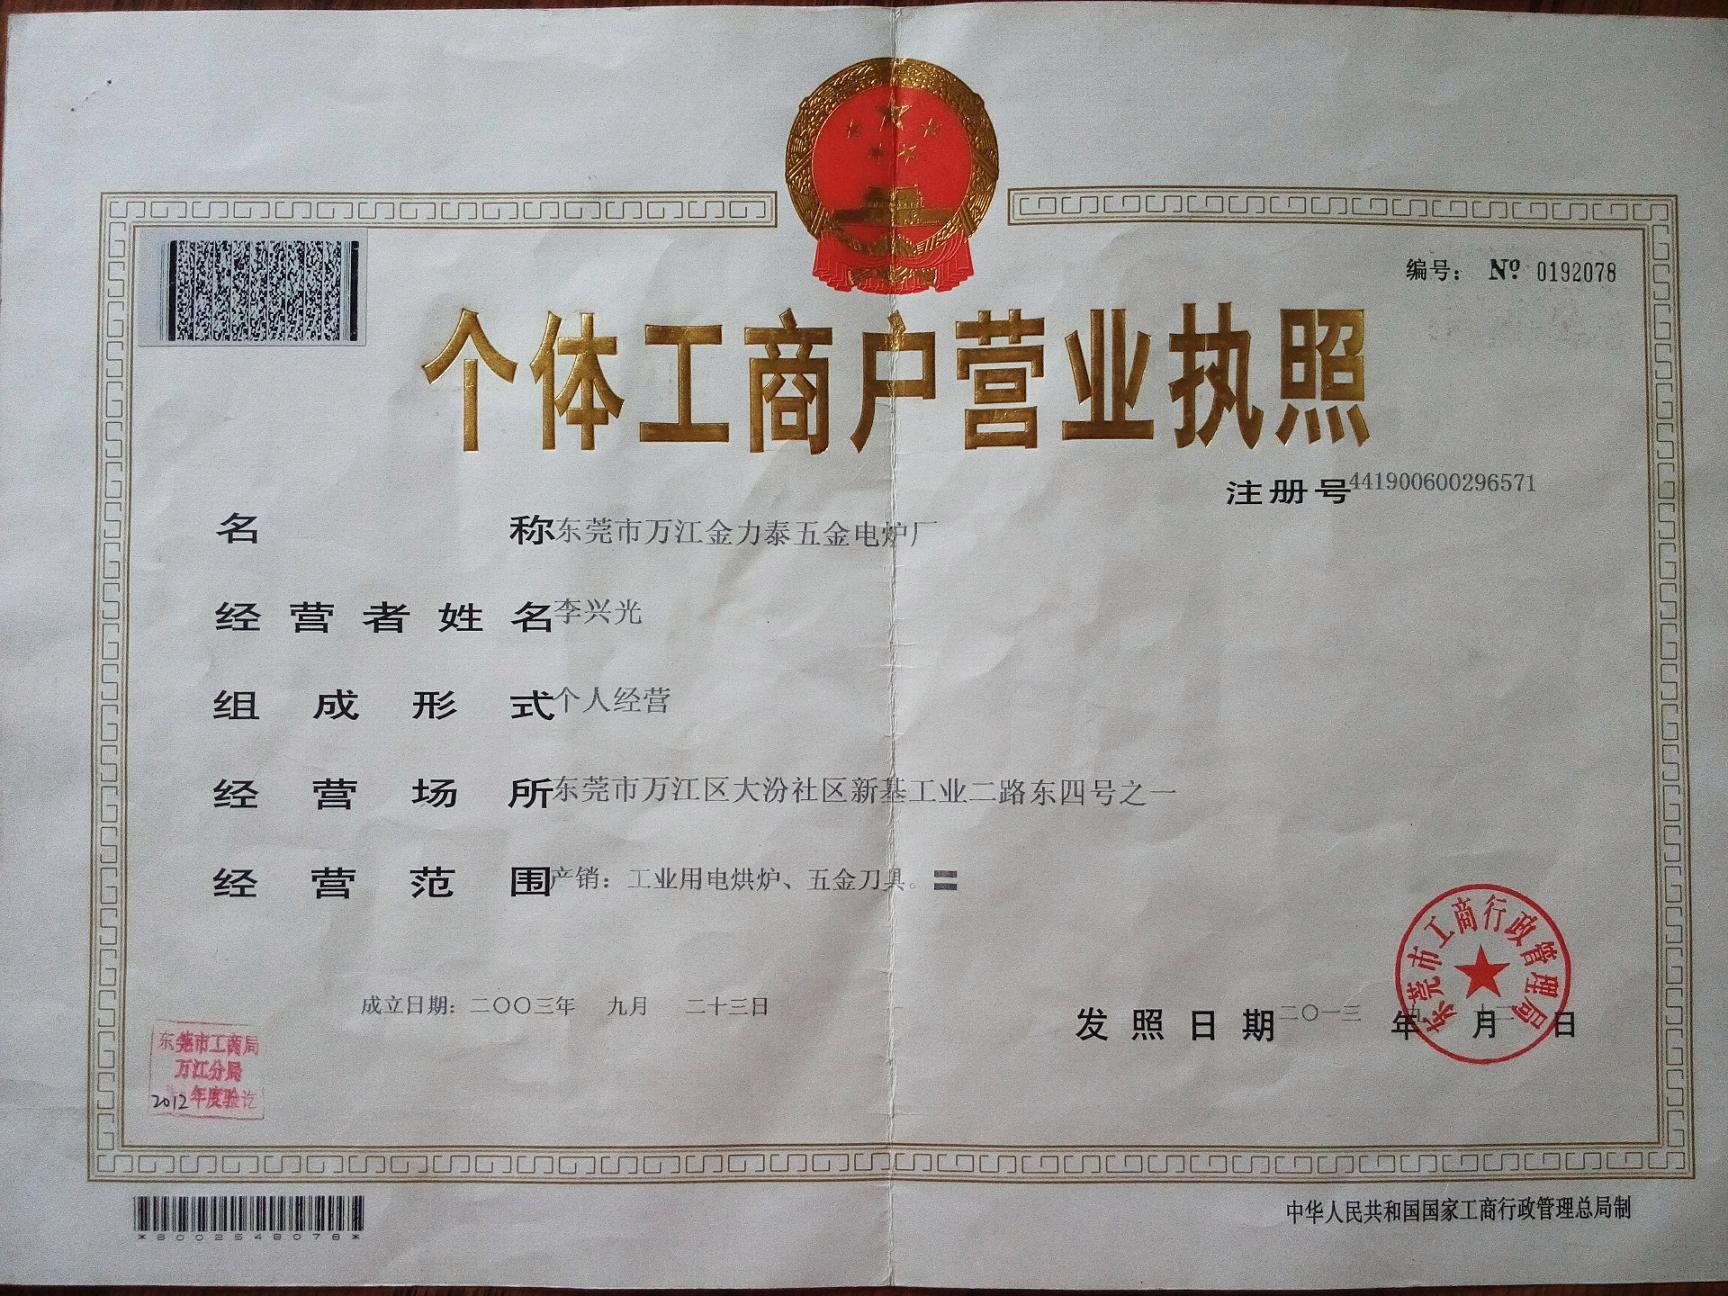 编号： Nº 0192078
个体工商户营业执照
注册号441900600296571
名称东莞市万江金力泰五金电炉厂
经营者姓名李兴光
组成形式个人经营
经营场所东莞市万江区大汾社区新基工业二路东四号之一
经营范围产销：工业用电烘炉、五金刀具。
成立日期：二〇〇三年 九月 二十三日
发照日期二〇一三年九月十二日
东莞市工商行政管理局
东莞市工商局
万江分局
2012年度验讫
*8002548078*
中华人民共和国国家工商行政管理总局制